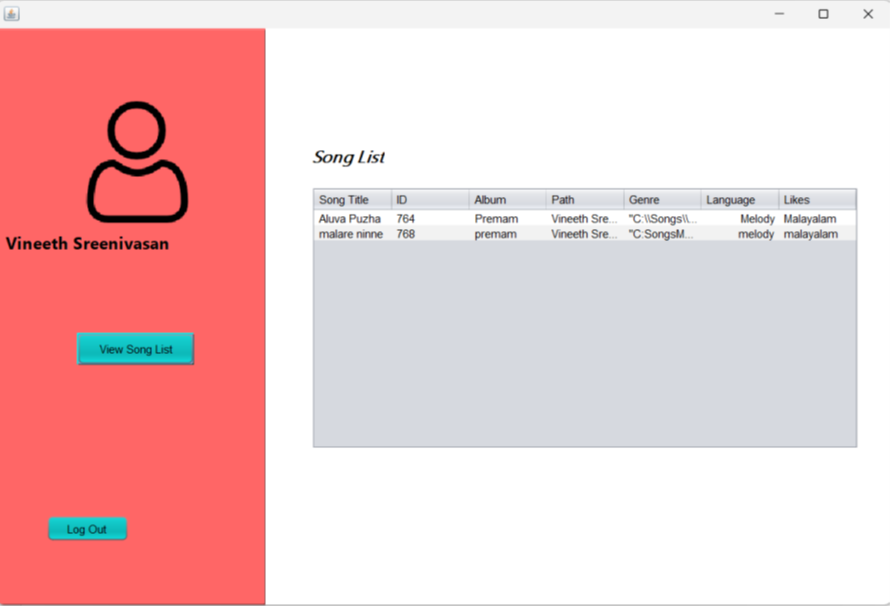 Vineeth Sreenivasan
View Song List
Log Out
Song List
Song Title ID Album Path Genre Language Likes
Aluva Puzha 764 Premam Vineeth Sre... "C:\\Songs\\... Melody Malayalam
malare ninne 768 premam Vineeth Sre... "C:SongsM... melody malayalam